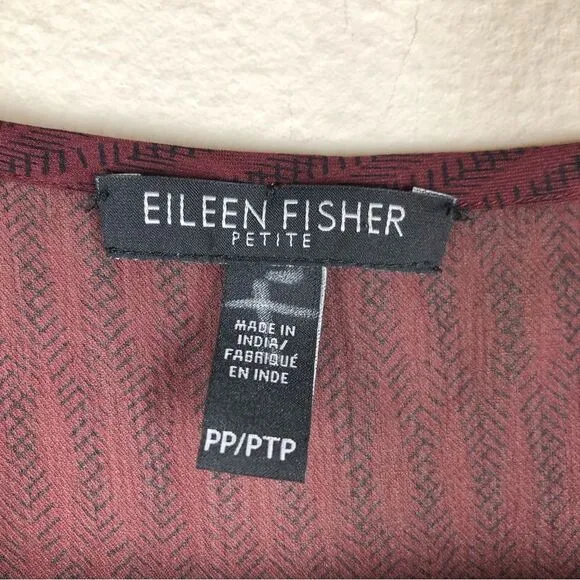 EILEEN FISHER
PETITE
MADE IN
INDIA/
FABRIQUÉ
EN INDE
PP/PTP